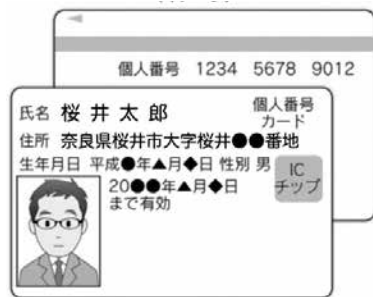 個人番号 1234 5678 9012
氏名 桜井太郎
個人番号
カード
住所 奈良県桜井市大字桜井●●番地
生年月日 平成●年▲月◆日 性別 男
IC
チップ
20●●年▲月◆日
まで有効